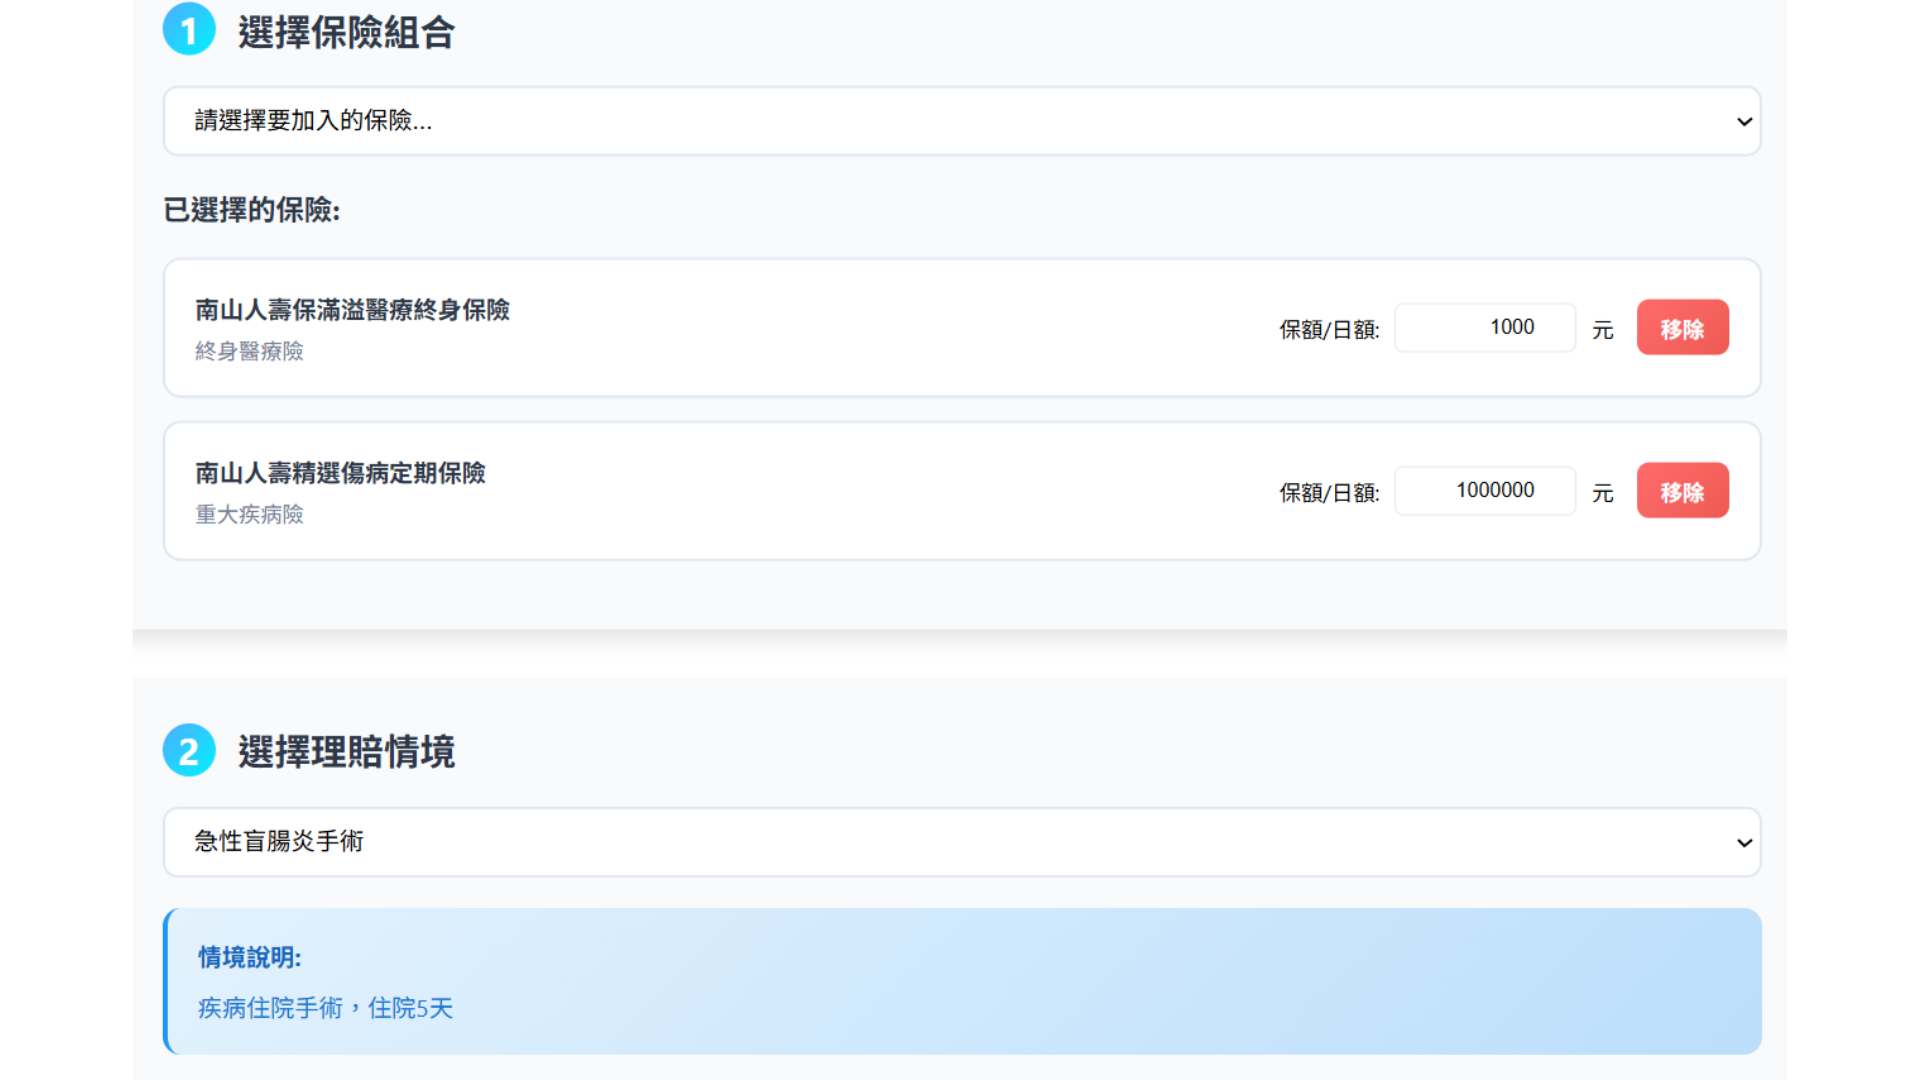 1 選擇保險組合
請選擇要加入的保險...
已選擇的保險:
南山人壽保滿溢醫療終身保險
終身醫療險
保額/日額: 1000 元 移除
南山人壽精選傷病定期保險
重大疾病險
保額/日額: 1000000 元 移除
2 選擇理賠情境
急性盲腸炎手術
情境說明:
疾病住院手術，住院5天